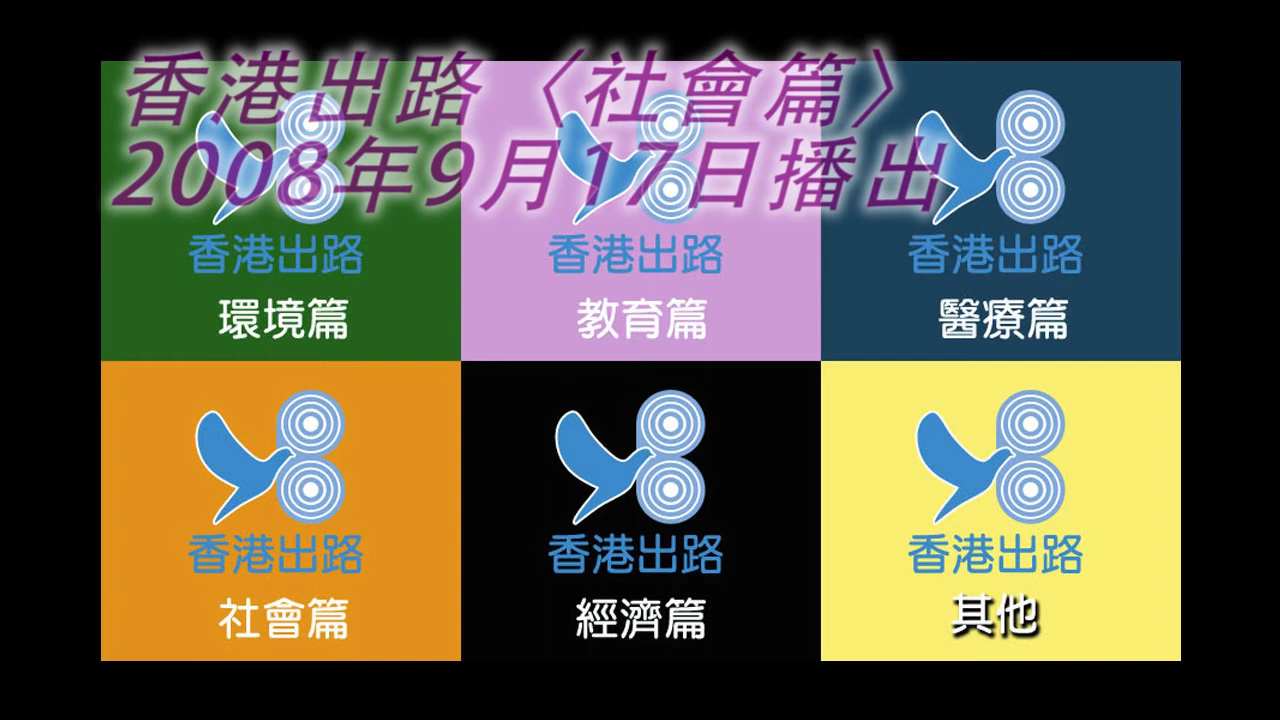 香港出路〈社會篇〉
2008年9月17日播出
香港出路
環境篇
香港出路
教育篇
香港出路
醫療篇
香港出路
社會篇
香港出路
經濟篇
香港出路
其他